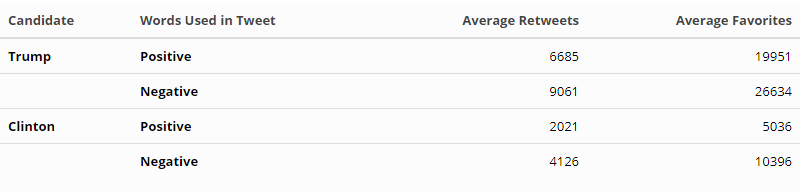 Candidate Words Used in Tweet Average Retweets Average Favorites
Trump Positive 6685 19951
Negative 9061 26634
Clinton Positive 2021 5036
Negative 4126 10396